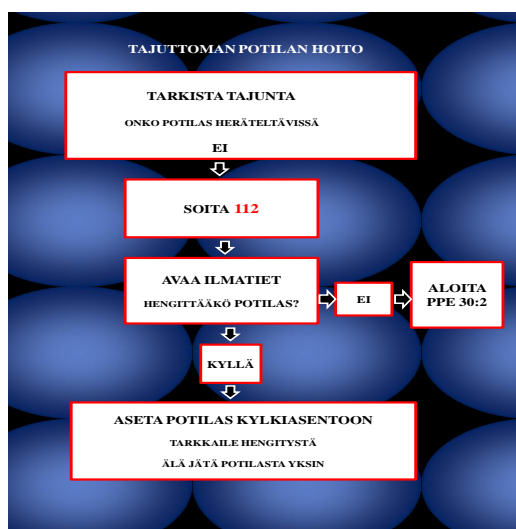 TAJUTTOMAN POTILAN HOITO
TARKISTA TAJUNTA
ONKO POTILAS HERÄTELTÄVISSÄ
EI
SOITA 112
AVAA ILMATIET
HENGITTÄÄKÖ POTILAS?
EI
ALOITA
PPE 30:2
KYLLÄ
ASETA POTILAS KYLKIASENTOON
TARKKAILE HENGITYSTÄ
ÄLÄ JÄTÄ POTILASTA YKSIN